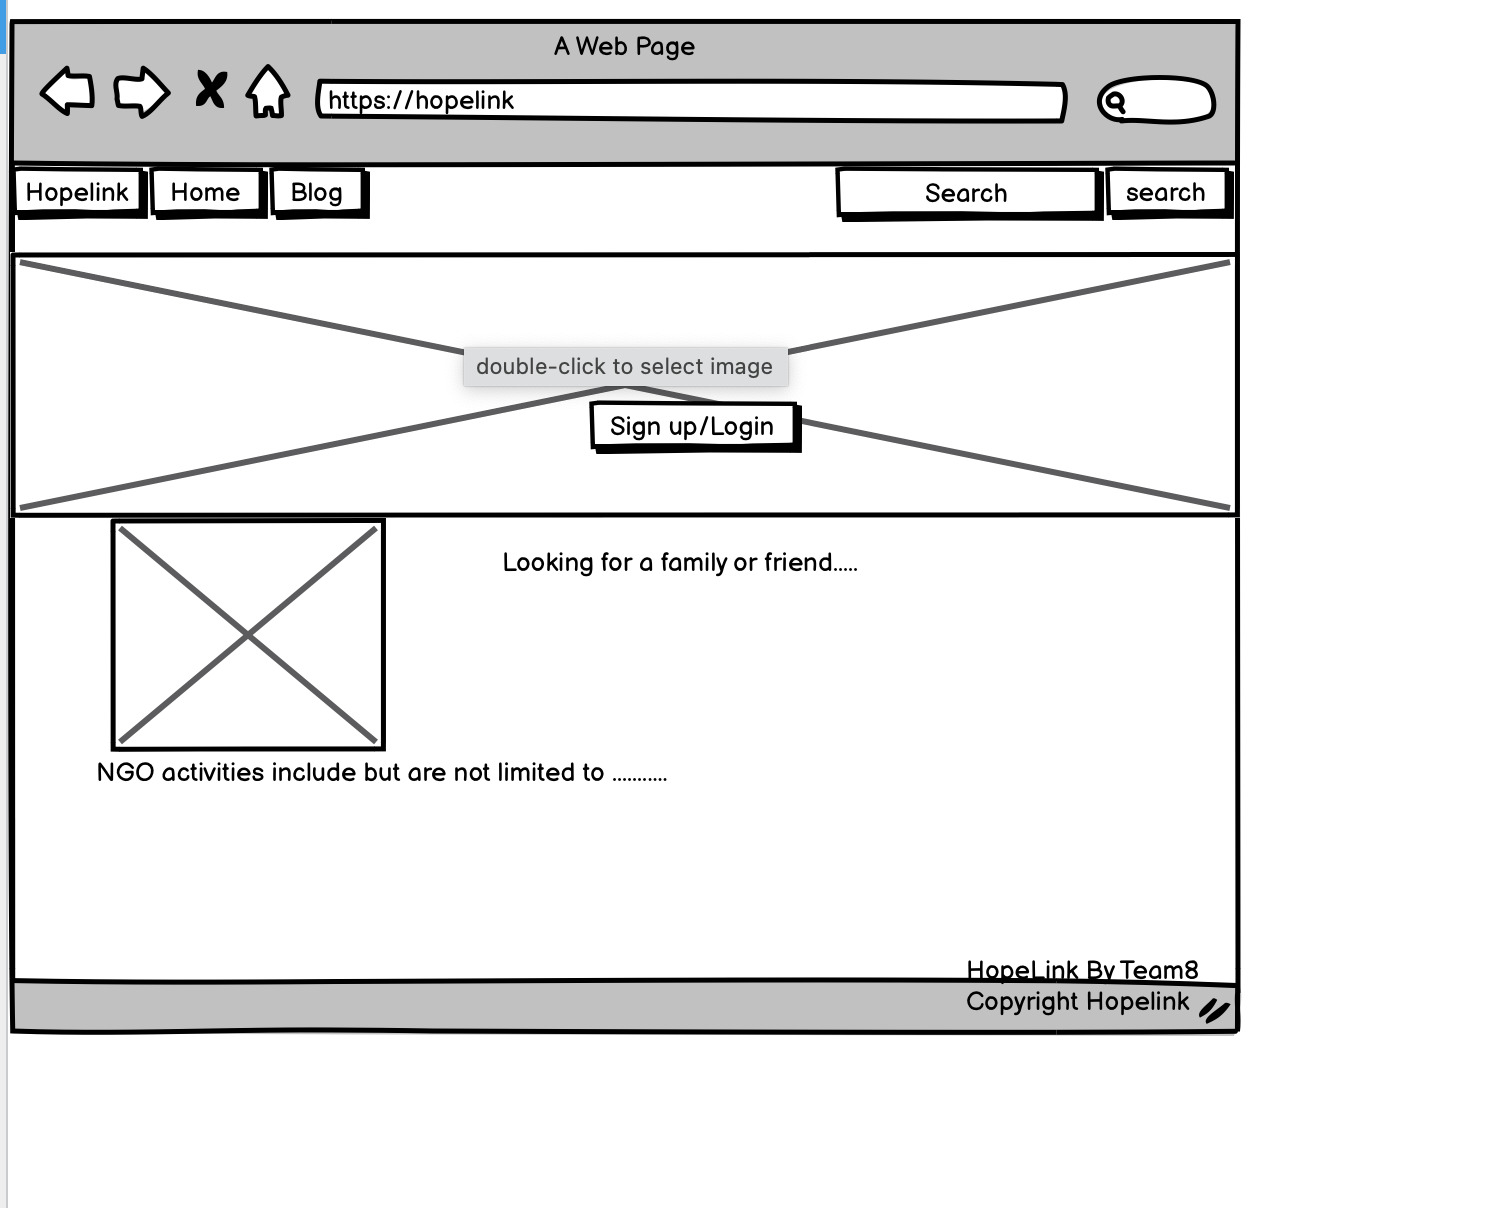 A Web Page
https://hopelink
Hopelink Home Blog Search search
double-click to select image
Sign up/Login
Looking for a family or friend.....
NGO activities include but are not limited to ...........
HopeLink By Team8
Copyright Hopelink